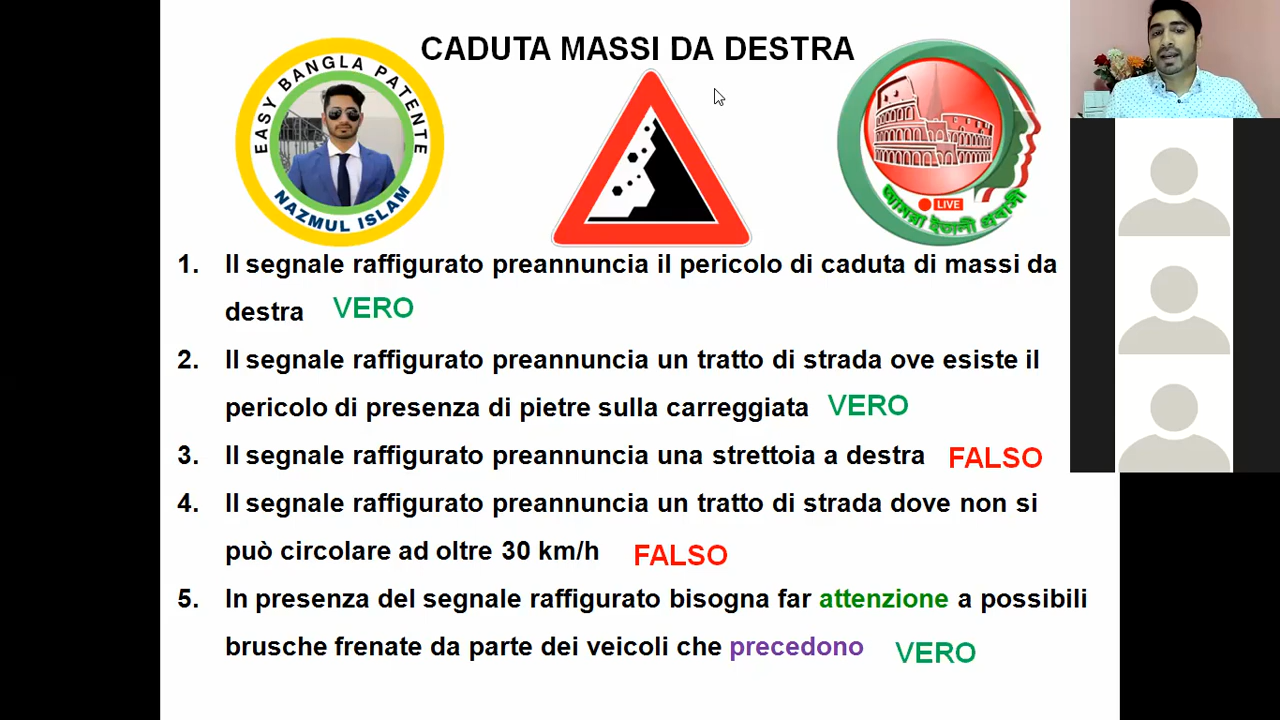 CADUTA MASSI DA DESTRA
EASY BANGLA PATENTE
NAZMUL ISLAM
LIVE
আমরা ইতালী প্রবাসী
1. Il segnale raffigurato preannuncia il pericolo di caduta di massi da
destra VERO
2. Il segnale raffigurato preannuncia un tratto di strada ove esiste il
pericolo di presenza di pietre sulla carreggiata VERO
3. Il segnale raffigurato preannuncia una strettoia a destra FALSO
4. Il segnale raffigurato preannuncia un tratto di strada dove non si
può circolare ad oltre 30 km/h FALSO
5. In presenza del segnale raffigurato bisogna far attenzione a possibili
brusche frenate da parte dei veicoli che precedono VERO